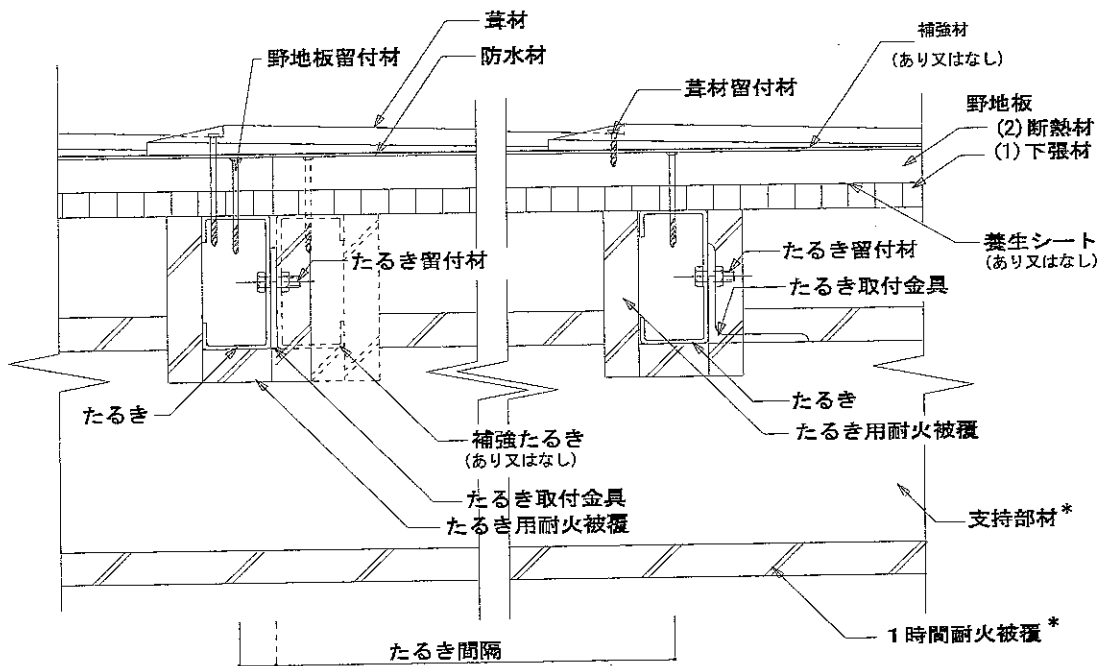 葺材
野地板留付材
防水材
補強材
(あり又はなし)
葺材留付材
野地板
(2)断熱材
(1)下張材
養生シート
(あり又はなし)
たるき留付材
たるき留付材
たるき取付金具
たるき
たるき
たるき用耐火被覆
補強たるき
(あり又はなし)
たるき取付金具
たるき用耐火被覆
支持部材*
1時間耐火被覆*
たるき間隔